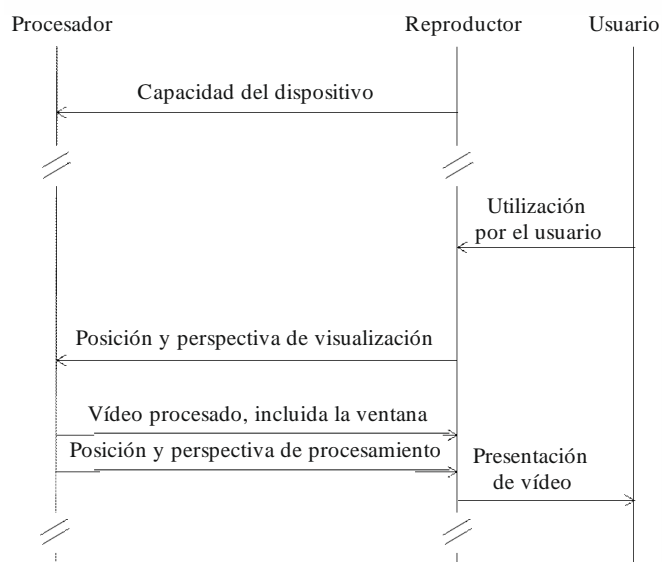 Procesador
Reproductor
Usuario
Capacidad del dispositivo
Utilización
por el usuario
Posición y perspectiva de visualización
Vídeo procesado, incluida la ventana
Posición y perspectiva de procesamiento
Presentación
de vídeo